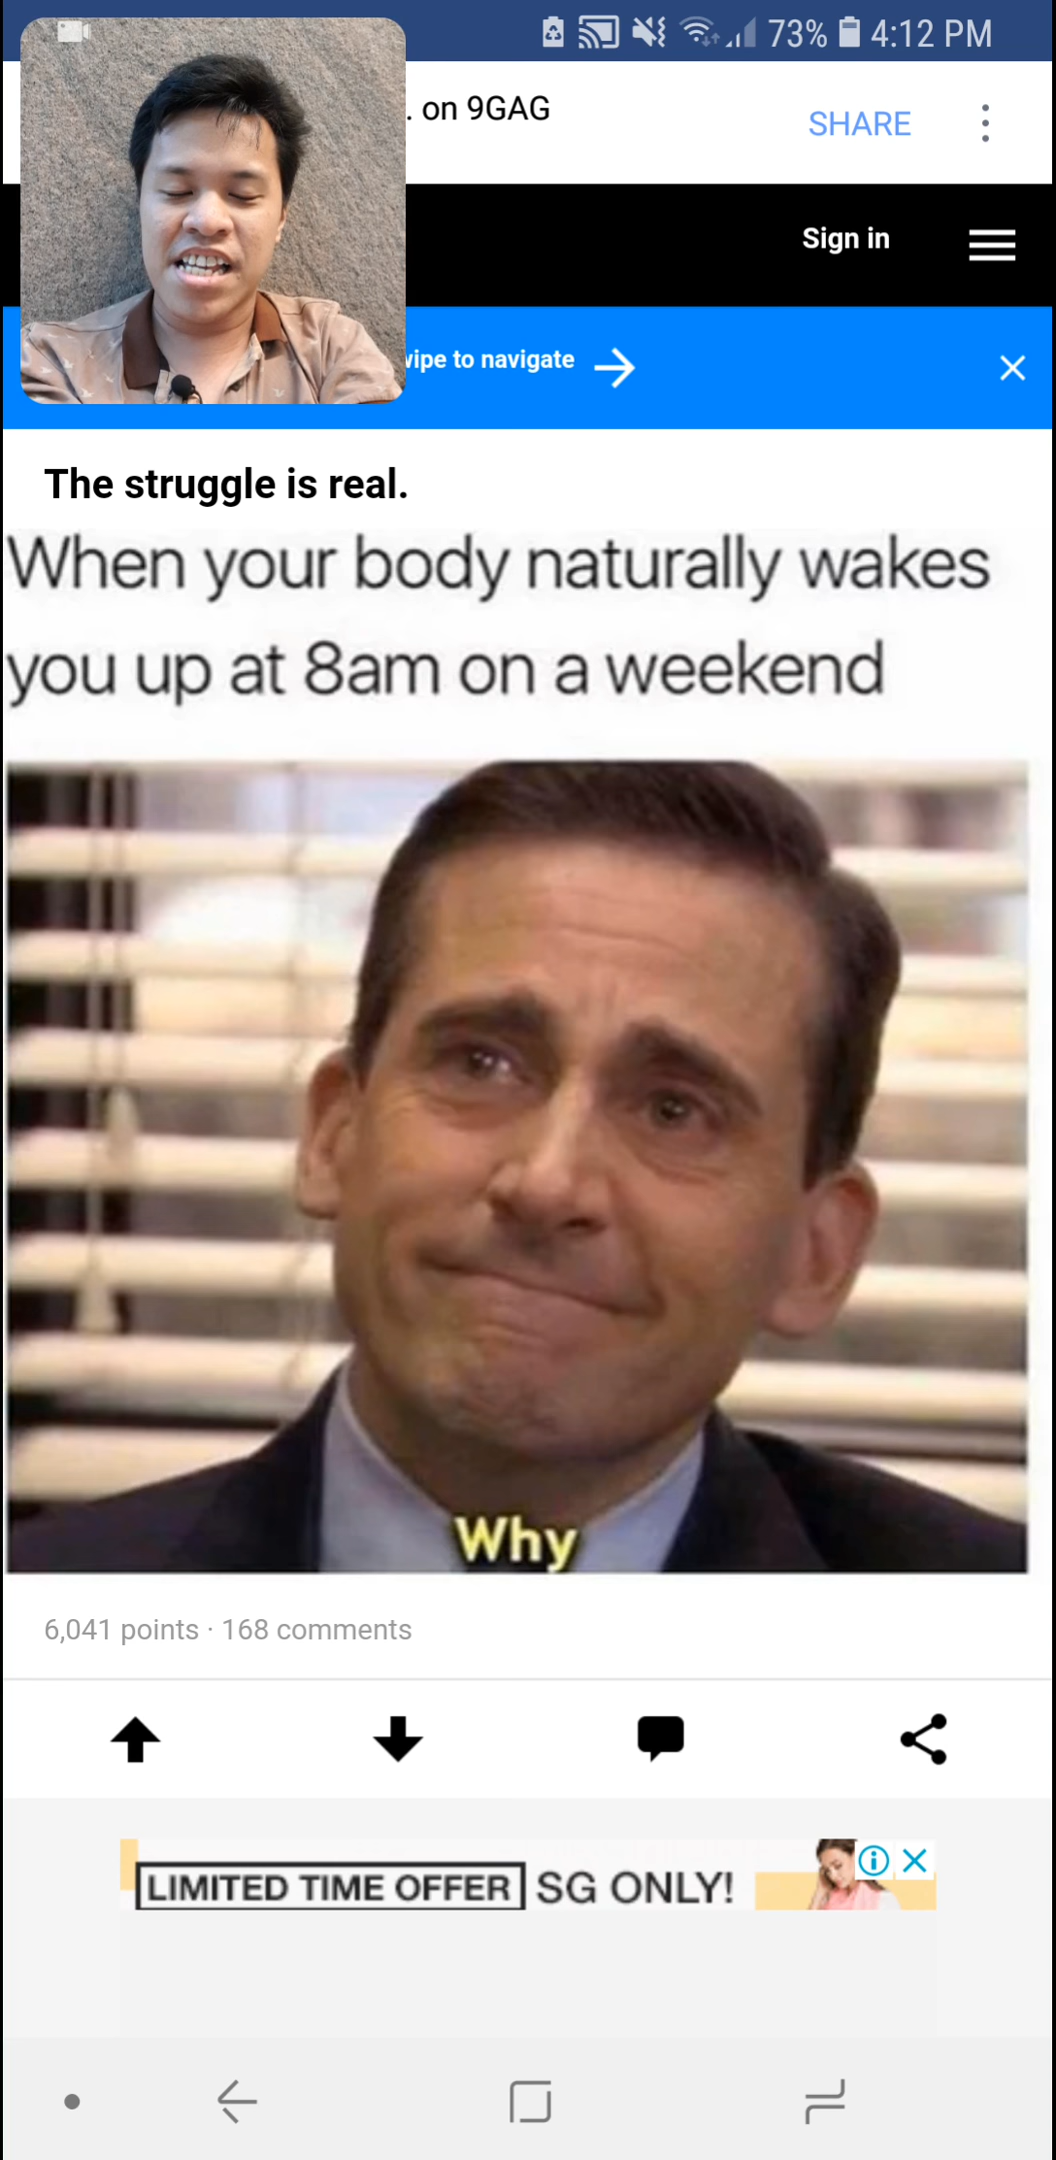 73% 4:12 PM
. on 9GAG
SHARE
Sign in
to navigate
The struggle is real.
When your body naturally wakes
you up at 8am on a weekend
Why
6,041 points · 168 comments
LIMITED TIME OFFER SG ONLY!